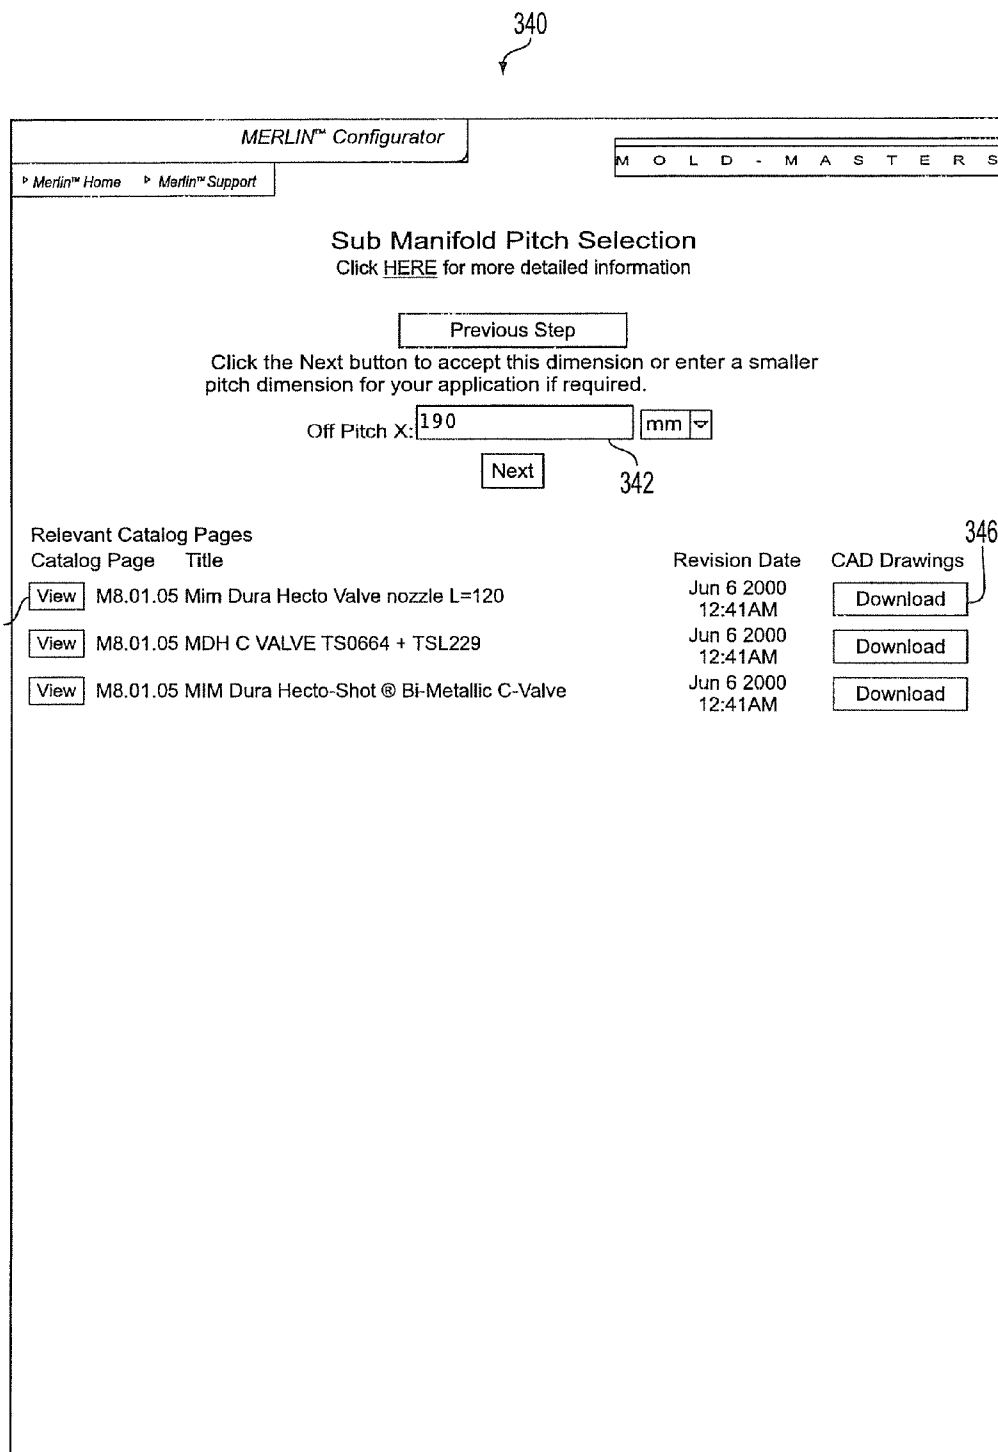 340
MERLIN™ Configurator
MOLD-MASTERS
Merlin™ Home Merlin™ Support
Sub Manifold Pitch Selection
Click HERE for more detailed information
Previous Step
Click the Next button to accept this dimension or enter a smaller
pitch dimension for your application if required.
Off Pitch X: 190 mm
Next
342
Relevant Catalog Pages
346
Catalog Page Title Revision Date CAD Drawings
View M8.01.05 Mim Dura Hecto Valve nozzle L=120 Jun 6 2000 Download
12:41AM
View M8.01.05 MDH C VALVE TS0664 + TSL229 Jun 6 2000 Download
12:41AM
View M8.01.05 MIM Dura Hecto-Shot ® Bi-Metallic C-Valve Jun 6 2000 Download
12:41AM